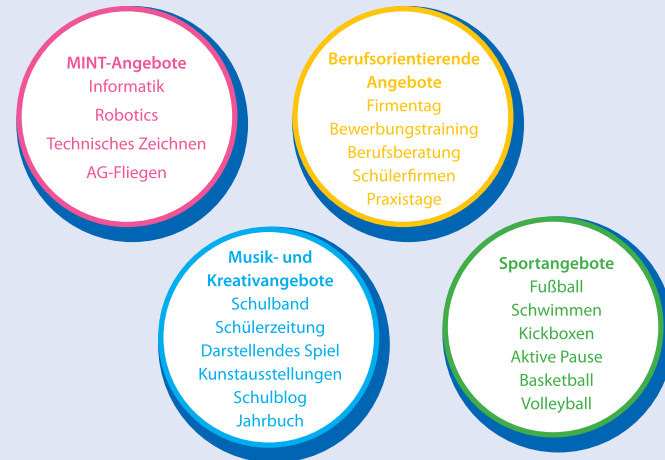 MINT-Angebote
Informatik
Robotics
Technisches Zeichnen
AG-Fliegen
Berufsorientierende
Angebote
Firmentag
Bewerbungstraining
Berufsberatung
Schülerfirmen
Praxistage
Musik- und
Kreativangebote
Schulband
Schülerzeitung
Darstellendes Spiel
Kunstausstellungen
Schulblog
Jahrbuch
Sportangebote
Fußball
Schwimmen
Kickboxen
Aktive Pause
Basketball
Volleyball